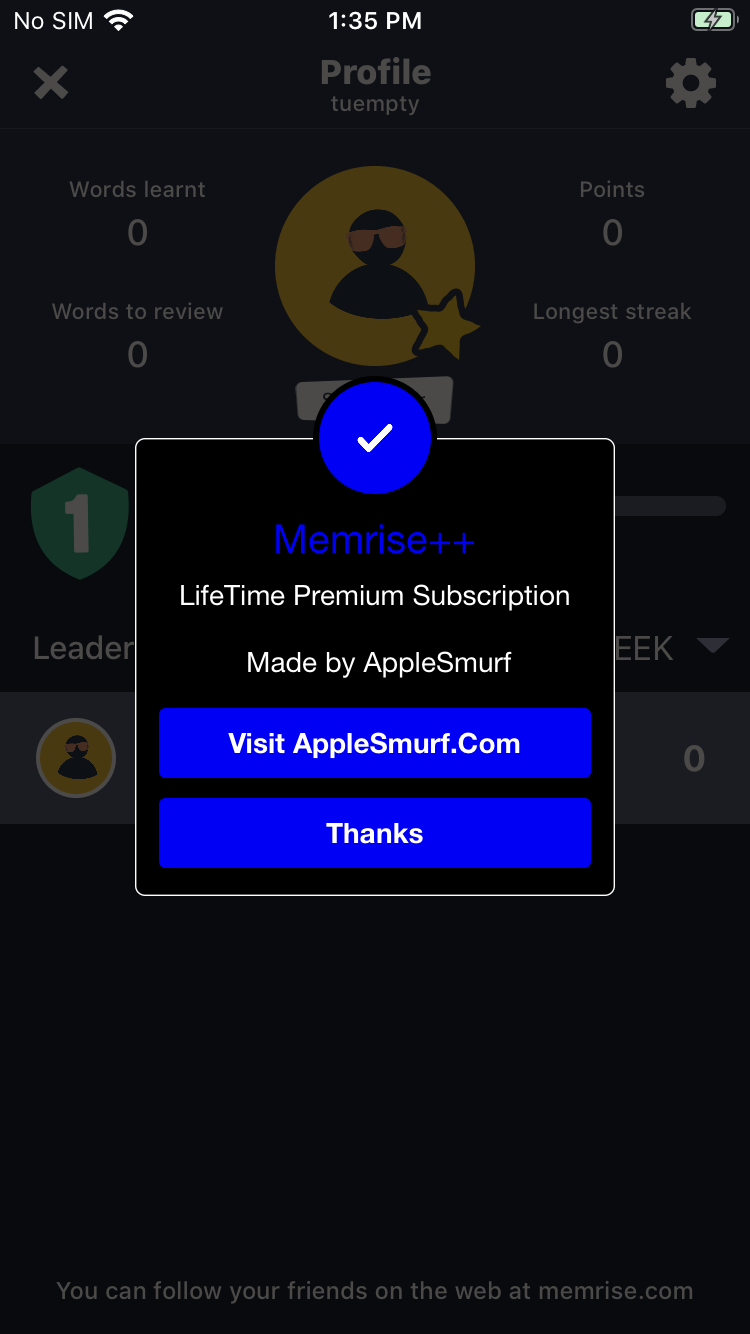 No SIM 1:35 PM
Profile
tuempty
Words learnt
0
Points
0
Words to review
0
Longest streak
0
1
Memrise++
LifeTime Premium Subscription
Made by AppleSmurf
Leader
EEK
Visit AppleSmurf.Com
0
Thanks
You can follow your friends on the web at memrise.com